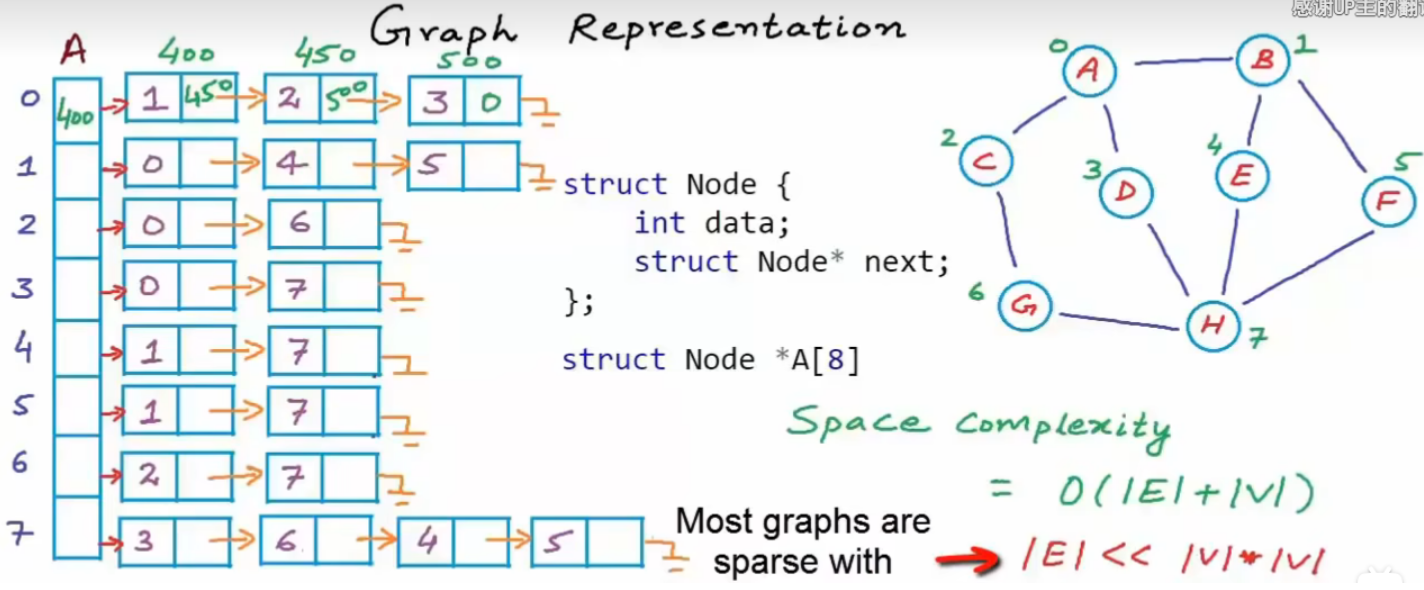 感谢UP主的翻
Graph Representation
A
400 450 500
0 400 1 450 2 500 3 0
1 0 4 5
2 0 6
3 0 7
4 1 7
5 1 7
6 2 7
7 3 6 4 5
struct Node {
int data;
struct Node* next;
};
struct Node *A[8]
0 A B 1
2 C 3 D 4 E 5 F
6 G H 7
Space Complexity
= O(|E|+|V|)
Most graphs are
sparse with
|E| << |V|*|V|